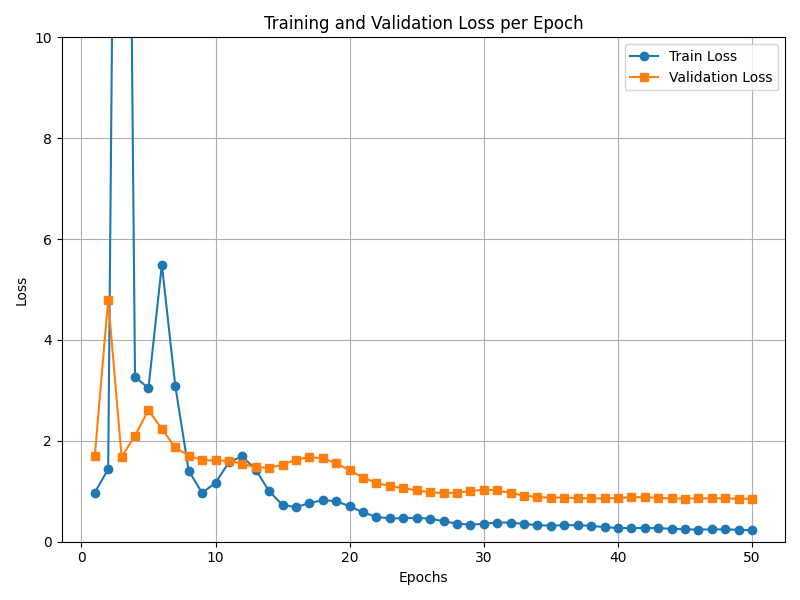 Training and Validation Loss per Epoch
Train Loss
Validation Loss
Loss
10
8
6
4
2
0
0 10 20 30 40 50
Epochs